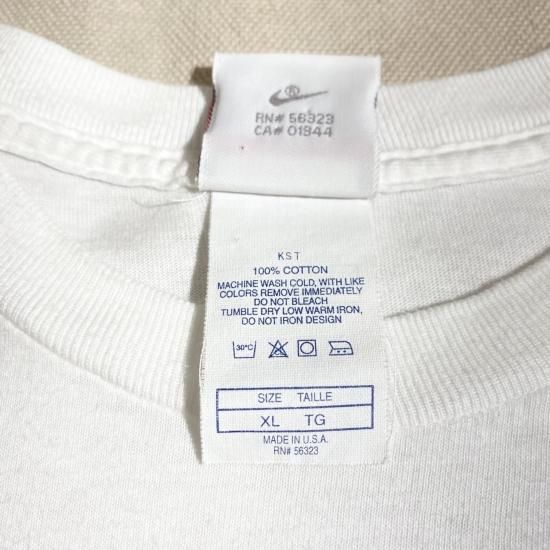 ®
RN# 56323
CA# 01944
KST
100% COTTON
MACHINE WASH COLD, WITH LIKE
COLORS REMOVE IMMEDIATELY
DO NOT BLEACH
TUMBLE DRY LOW WARM IRON,
DO NOT IRON DESIGN
30°C
SIZE TAILLE
XL TG
MADE IN U.S.A.
RN# 56323